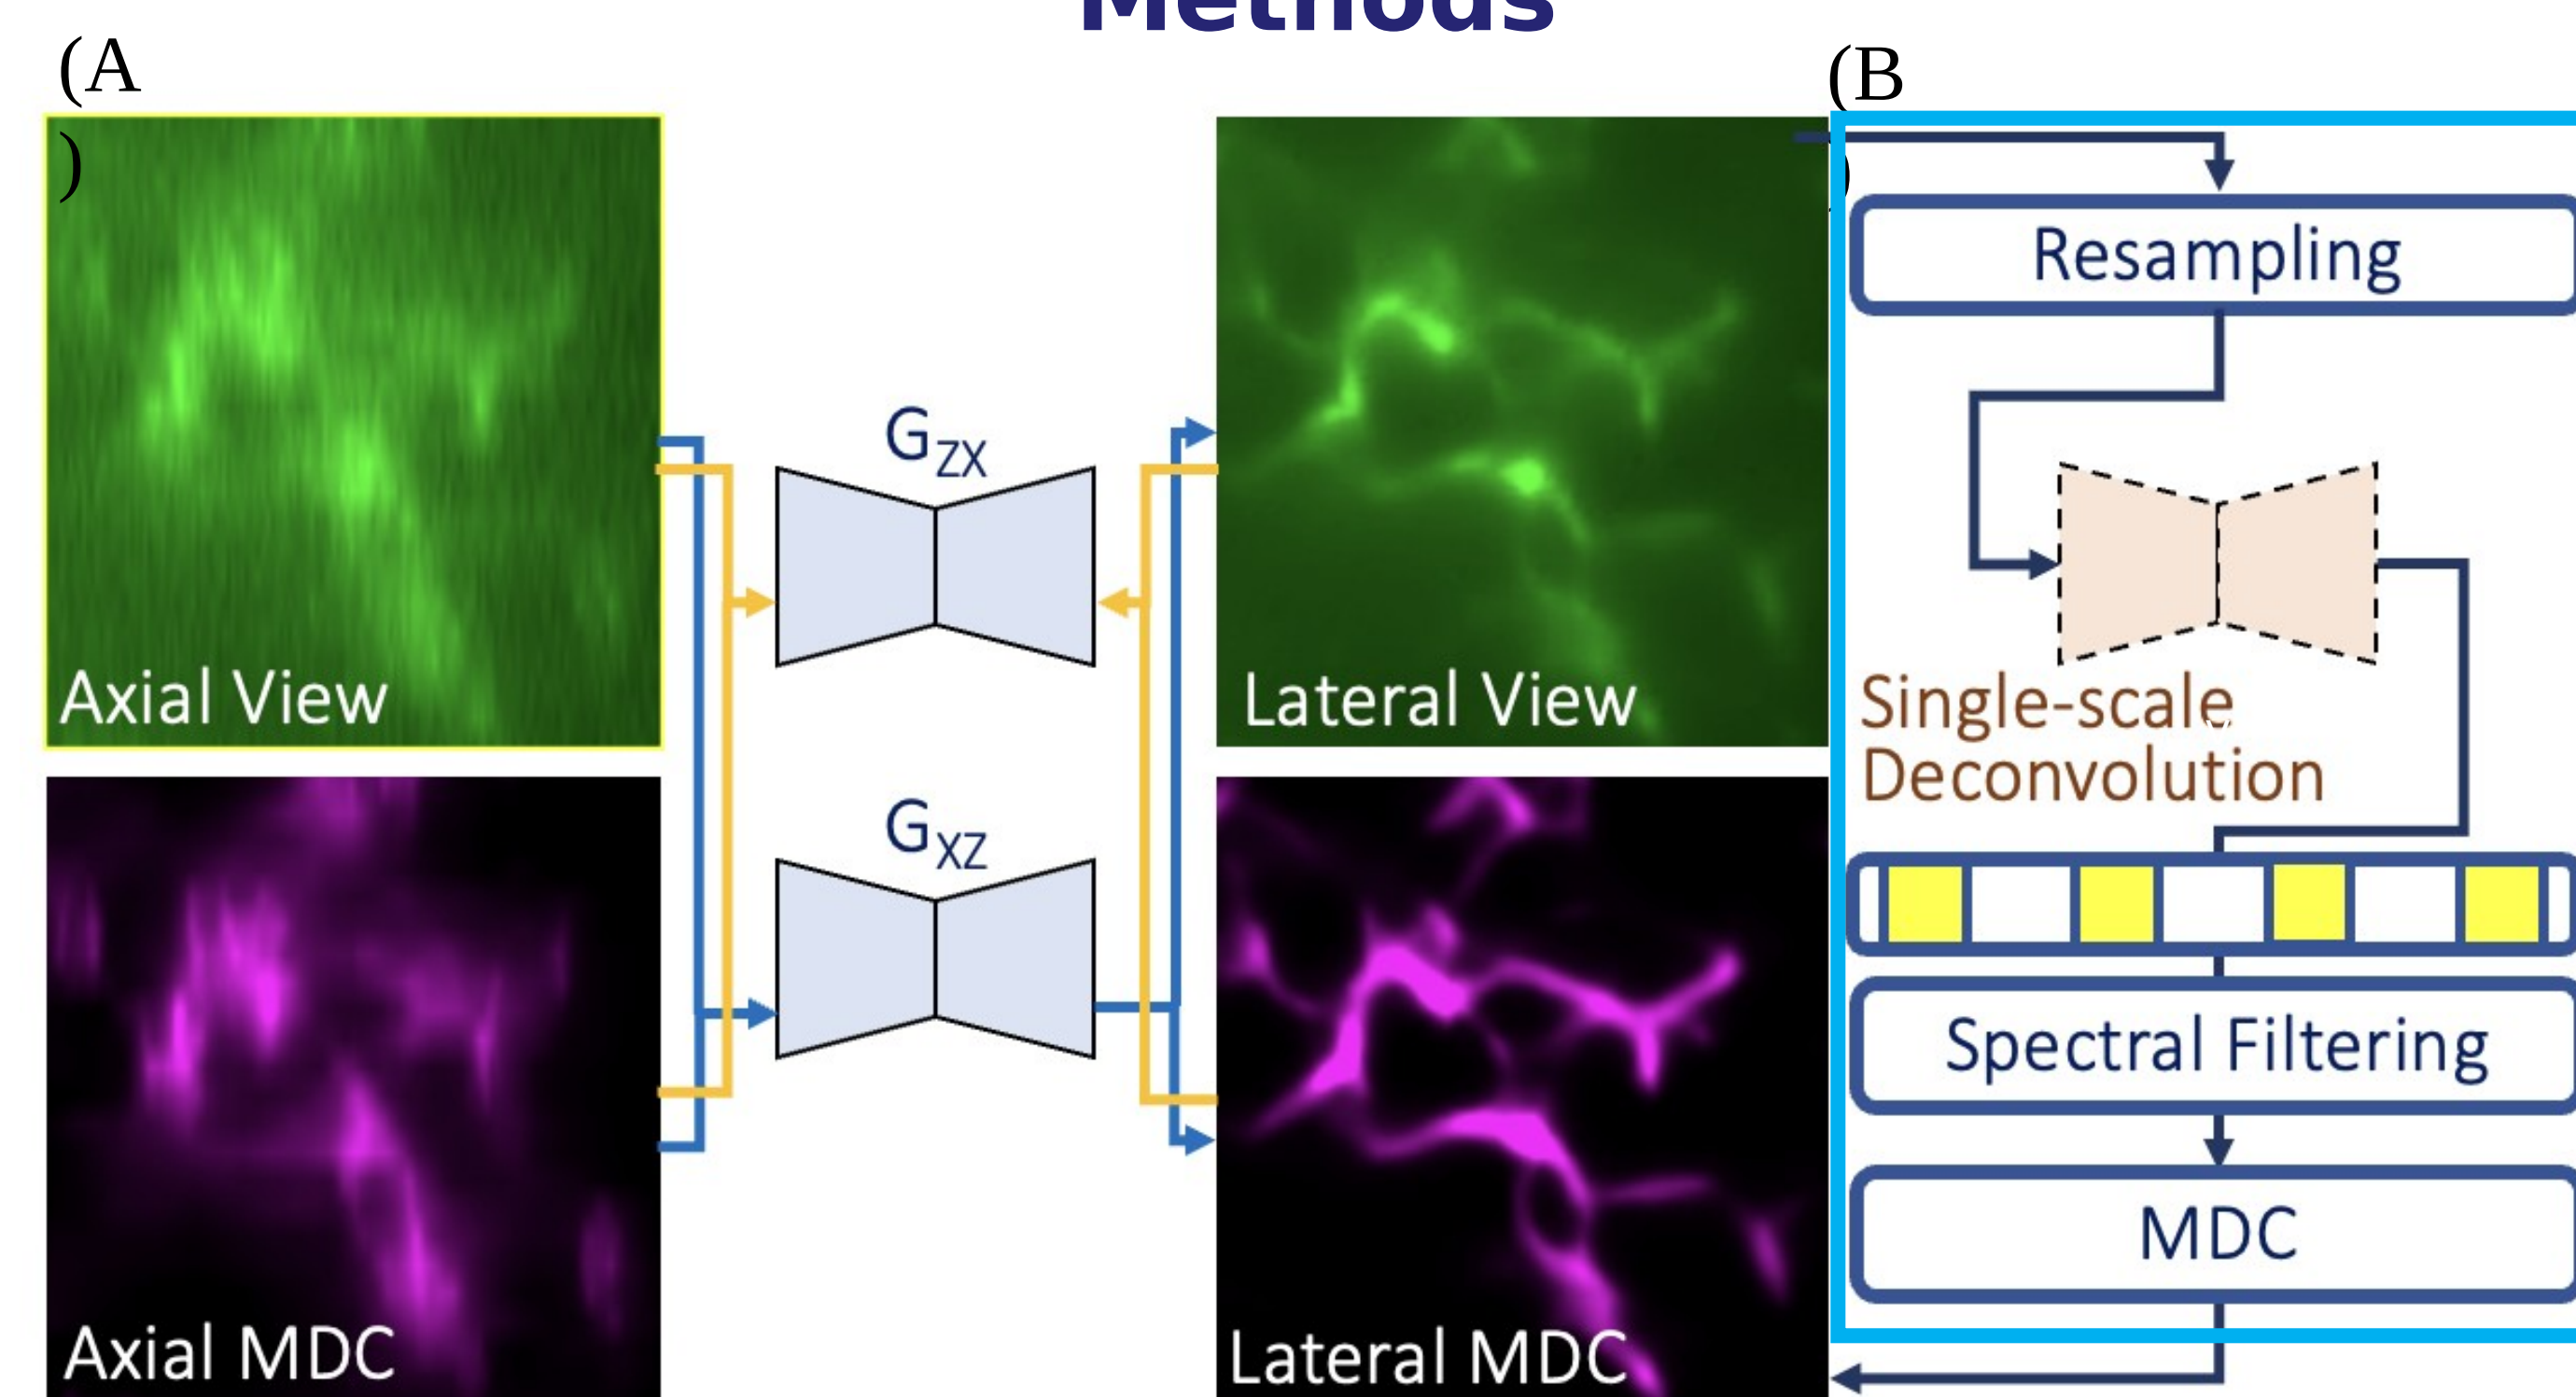 Methods
(A
)
Axial View
Axial MDC
G_ZX
G_XZ
Lateral View
Lateral MDC
(B
)
Resampling
Single-scale
Deconvolution
Spectral Filtering
MDC